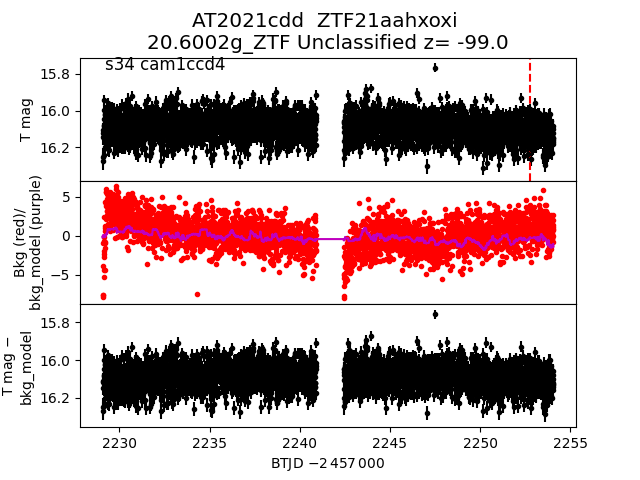 AT2021cdd  ZTF21aahxoxi
20.6002g_ZTF Unclassified z= -99.0
s34 cam1ccd4
T mag
15.8
16.0
16.2
Bkg (red)/
bkg_model (purple)
5
0
−5
T mag −
bkg_model
15.8
16.0
16.2
2230 2235 2240 2245 2250 2255
BTJD −2 457 000